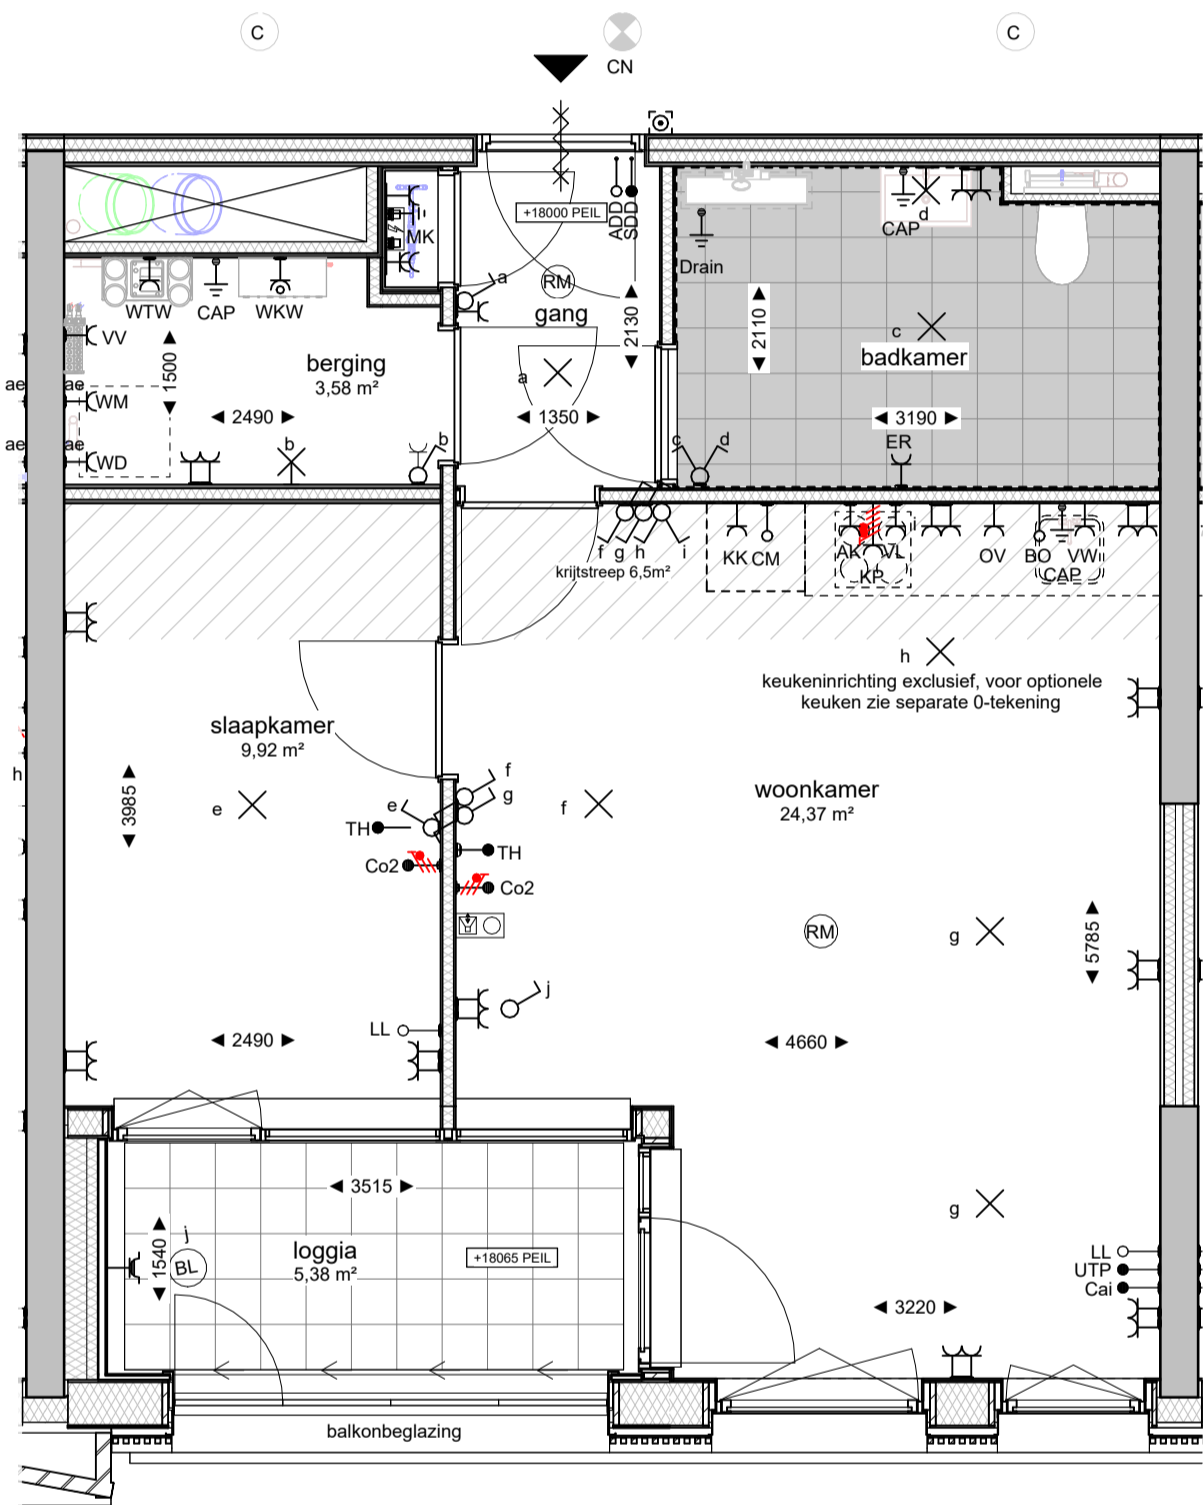 C
CN
C
+18000 PEIL
ADD
SDD
MK
CAP
d
Drain
a
RM
gang
2130
2110
WTW
CAP
WKW
VV
1500
berging
3,58 m²
c
badkamer
ae
ae
WM
a
2490
1350
3190
ae
ae
WD
b
b
c
d
ER
f
g
h
i
krijtstreep 6,5m²
KK
CM
AK
VL
KP
OV
BO
VW
CAP
h
keukeninrichting exclusief, voor optionele
keuken zie separate 0-tekening
slaapkamer
9,92 m²
h
3985
e
e
f
g
f
woonkamer
24,37 m²
TH
TH
Co2
Co2
RM
g
5785
j
LL
2490
4660
3515
g
1540
j
BL
loggia
5,38 m²
+18065 PEIL
LL
UTP
Cai
3220
balkonbeglazing